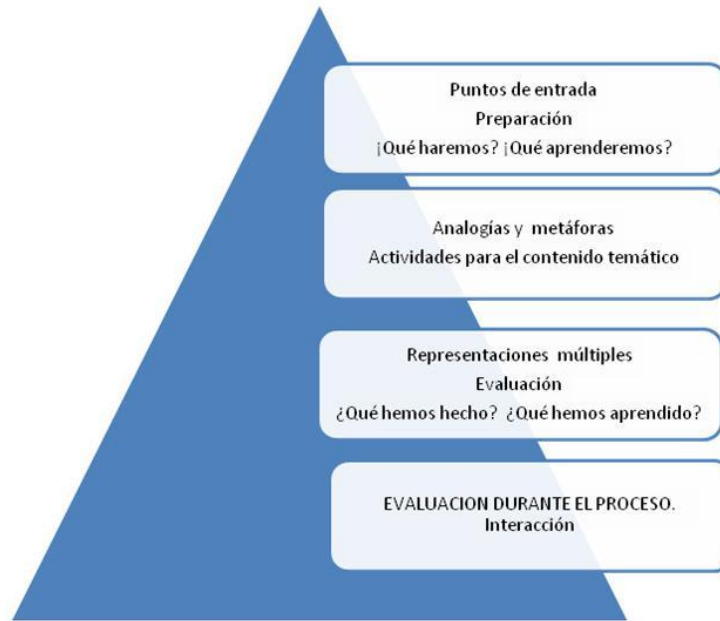 Puntos de entrada
Preparación
¡Qué haremos? ¡Qué aprenderemos?
Analogías y metáforas
Actividades para el contenido temático
Representaciones múltiples
Evaluación
¿Qué hemos hecho? ¿Qué hemos aprendido?
EVALUACION DURANTE EL PROCESO.
Interacción